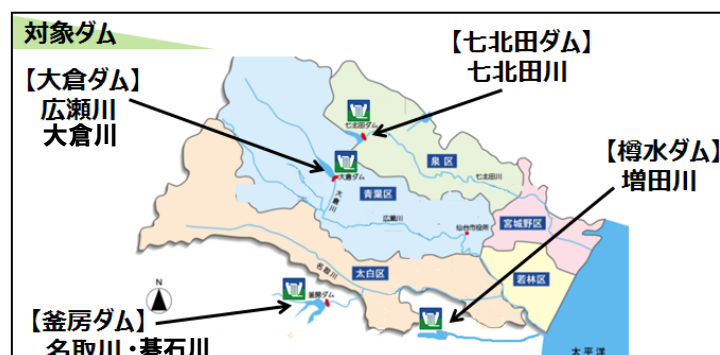 対象ダム
【七北田ダム】
七北田川
【大倉ダム】
広瀬川
大倉川
七北田ダム
【樽水ダム】
増田川
泉区
大倉ダム
七北田川
青葉区
大倉川
広瀬川
仙台市役所
宮城野区
名取川
太白区
若林区
N
釜房ダム
【釜房ダム】
名取川・碁石川
太平洋